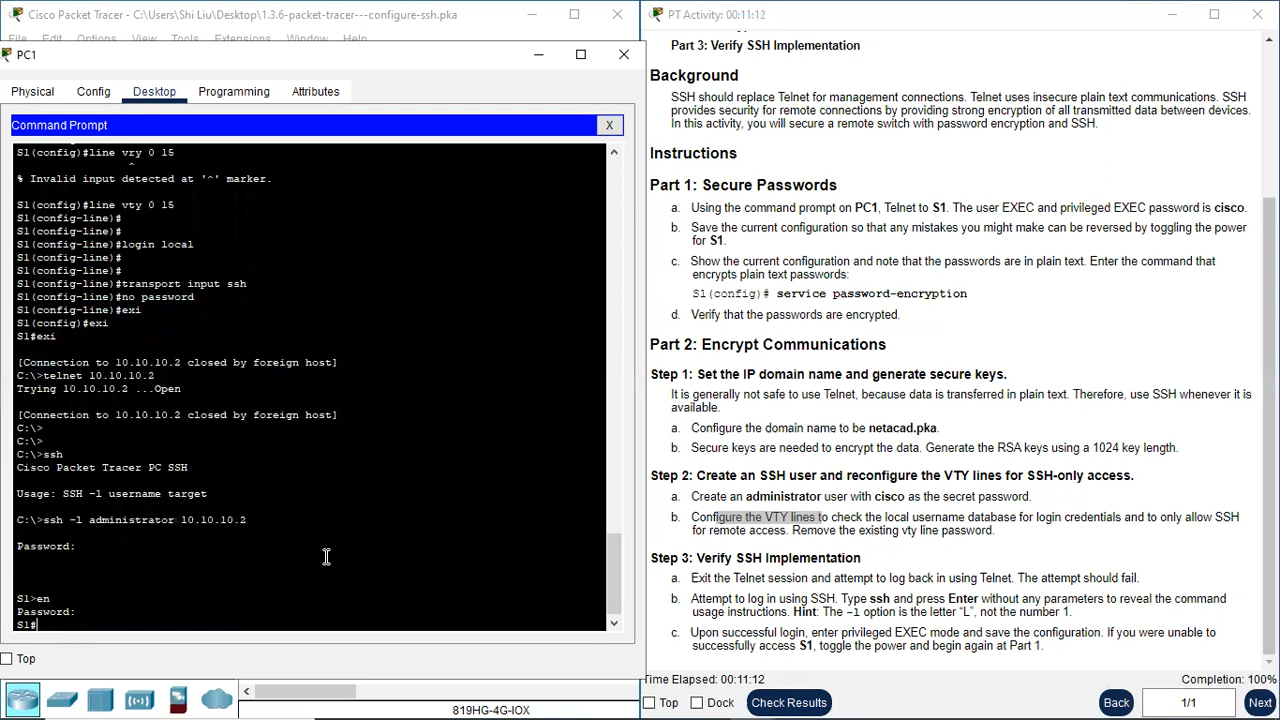 Cisco Packet Tracer - C:\Users\Shi Liu\Desktop\1.3.6-packet-tracer---configure-ssh.pka
File Edit Options View Tools Extensions Window Help
PC1
Physical Config Desktop Programming Attributes
Command Prompt X
S1(config)#line vry 0 15
^
% Invalid input detected at '^' marker.
S1(config)#line vty 0 15
S1(config-line)#
S1(config-line)#
S1(config-line)#login local
S1(config-line)#
S1(config-line)#
S1(config-line)#transport input ssh
S1(config-line)#no password
S1(config-line)#exi
S1(config)#exi
S1#exi
[Connection to 10.10.10.2 closed by foreign host]
C:\>telnet 10.10.10.2
Trying 10.10.10.2 ...Open
[Connection to 10.10.10.2 closed by foreign host]
C:\>
C:\>
C:\>ssh
Cisco Packet Tracer PC SSH
Usage: SSH -l username target
C:\>ssh -l administrator 10.10.10.2
Password:
S1>en
Password:
S1#
Top
819HG-4G-IOX
PT Activity: 00:11:12
Part 3: Verify SSH Implementation
Background
SSH should replace Telnet for management connections. Telnet uses insecure plain text communications. SSH
provides security for remote connections by providing strong encryption of all transmitted data between devices.
In this activity, you will secure a remote switch with password encryption and SSH.
Instructions
Part 1: Secure Passwords
a. Using the command prompt on PC1, Telnet to S1. The user EXEC and privileged EXEC password is cisco.
b. Save the current configuration so that any mistakes you might make can be reversed by toggling the power
for S1.
c. Show the current configuration and note that the passwords are in plain text. Enter the command that
encrypts plain text passwords:
S1(config)# service password-encryption
d. Verify that the passwords are encrypted.
Part 2: Encrypt Communications
Step 1: Set the IP domain name and generate secure keys.
It is generally not safe to use Telnet, because data is transferred in plain text. Therefore, use SSH whenever it is
available.
a. Configure the domain name to be netacad.pka.
b. Secure keys are needed to encrypt the data. Generate the RSA keys using a 1024 key length.
Step 2: Create an SSH user and reconfigure the VTY lines for SSH-only access.
a. Create an administrator user with cisco as the secret password.
b. Configure the VTY lines to check the local username database for login credentials and to only allow SSH
for remote access. Remove the existing vty line password.
Step 3: Verify SSH Implementation
a. Exit the Telnet session and attempt to log back in using Telnet. The attempt should fail.
b. Attempt to log in using SSH. Type ssh and press Enter without any parameters to reveal the command
usage instructions. Hint: The -l option is the letter “L”, not the number 1.
c. Upon successful login, enter privileged EXEC mode and save the configuration. If you were unable to
successfully access S1, toggle the power and begin again at Part 1.
Time Elapsed: 00:11:12 Completion: 100%
Top Dock Check Results Back 1/1 Next